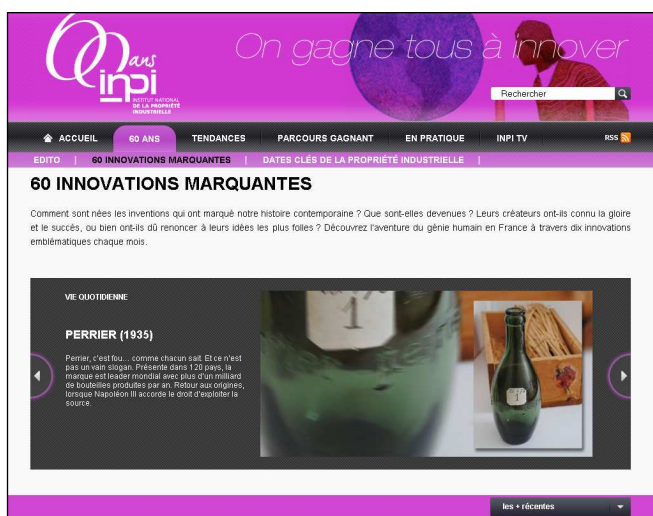 60 ans
inpi
INSTITUT NATIONAL
DE LA PROPRIÉTÉ
INDUSTRIELLE
On gagne tous à innover
Rechercher
ACCUEIL 60 ANS TENDANCES PARCOURS GAGNANT EN PRATIQUE INPI TV RSS
EDITO | 60 INNOVATIONS MARQUANTES | DATES CLÉS DE LA PROPRIÉTÉ INDUSTRIELLE |
60 INNOVATIONS MARQUANTES
Comment sont nées les inventions qui ont marqué notre histoire contemporaine ? Que sont-elles devenues ? Leurs créateurs ont-ils connu la gloire
et le succès, ou bien ont-ils dû renoncer à leurs idées les plus folles ? Découvrez l'aventure du génie humain en France à travers dix innovations
emblématiques chaque mois.
VIE QUOTIDIENNE
PERRIER (1935)
Perrier, c'est fou... comme chacun sait. Et ce n'est
pas un vain slogan. Présente dans 120 pays, la
marque est leader mondial avec plus d'un milliard
de bouteilles produites par an. Retour aux origines,
lorsque Napoléon III accorde le droit d'exploiter la
source.
1
les + récentes